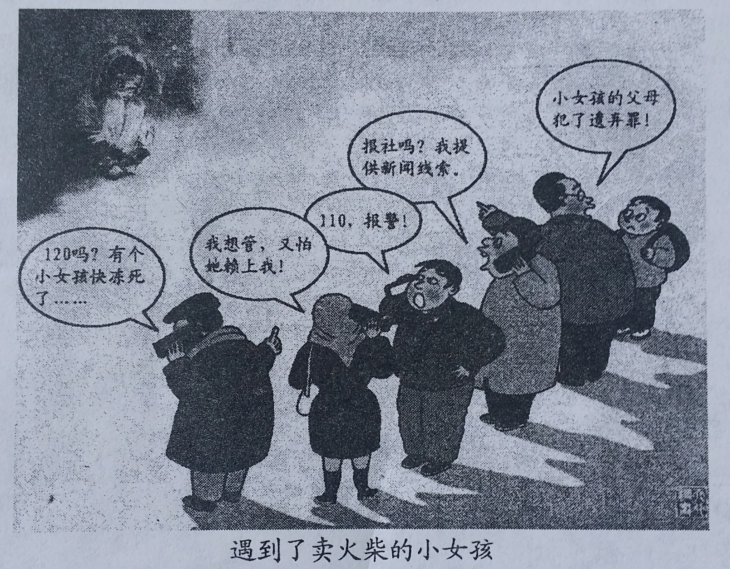 小女孩的父母
犯了遗弃罪！
报社吗？我提
供新闻线索。
110，报警！
我想管，又怕
她赖上我！
120吗？有个
小女孩快冻死
了……
遇到了卖火柴的小女孩